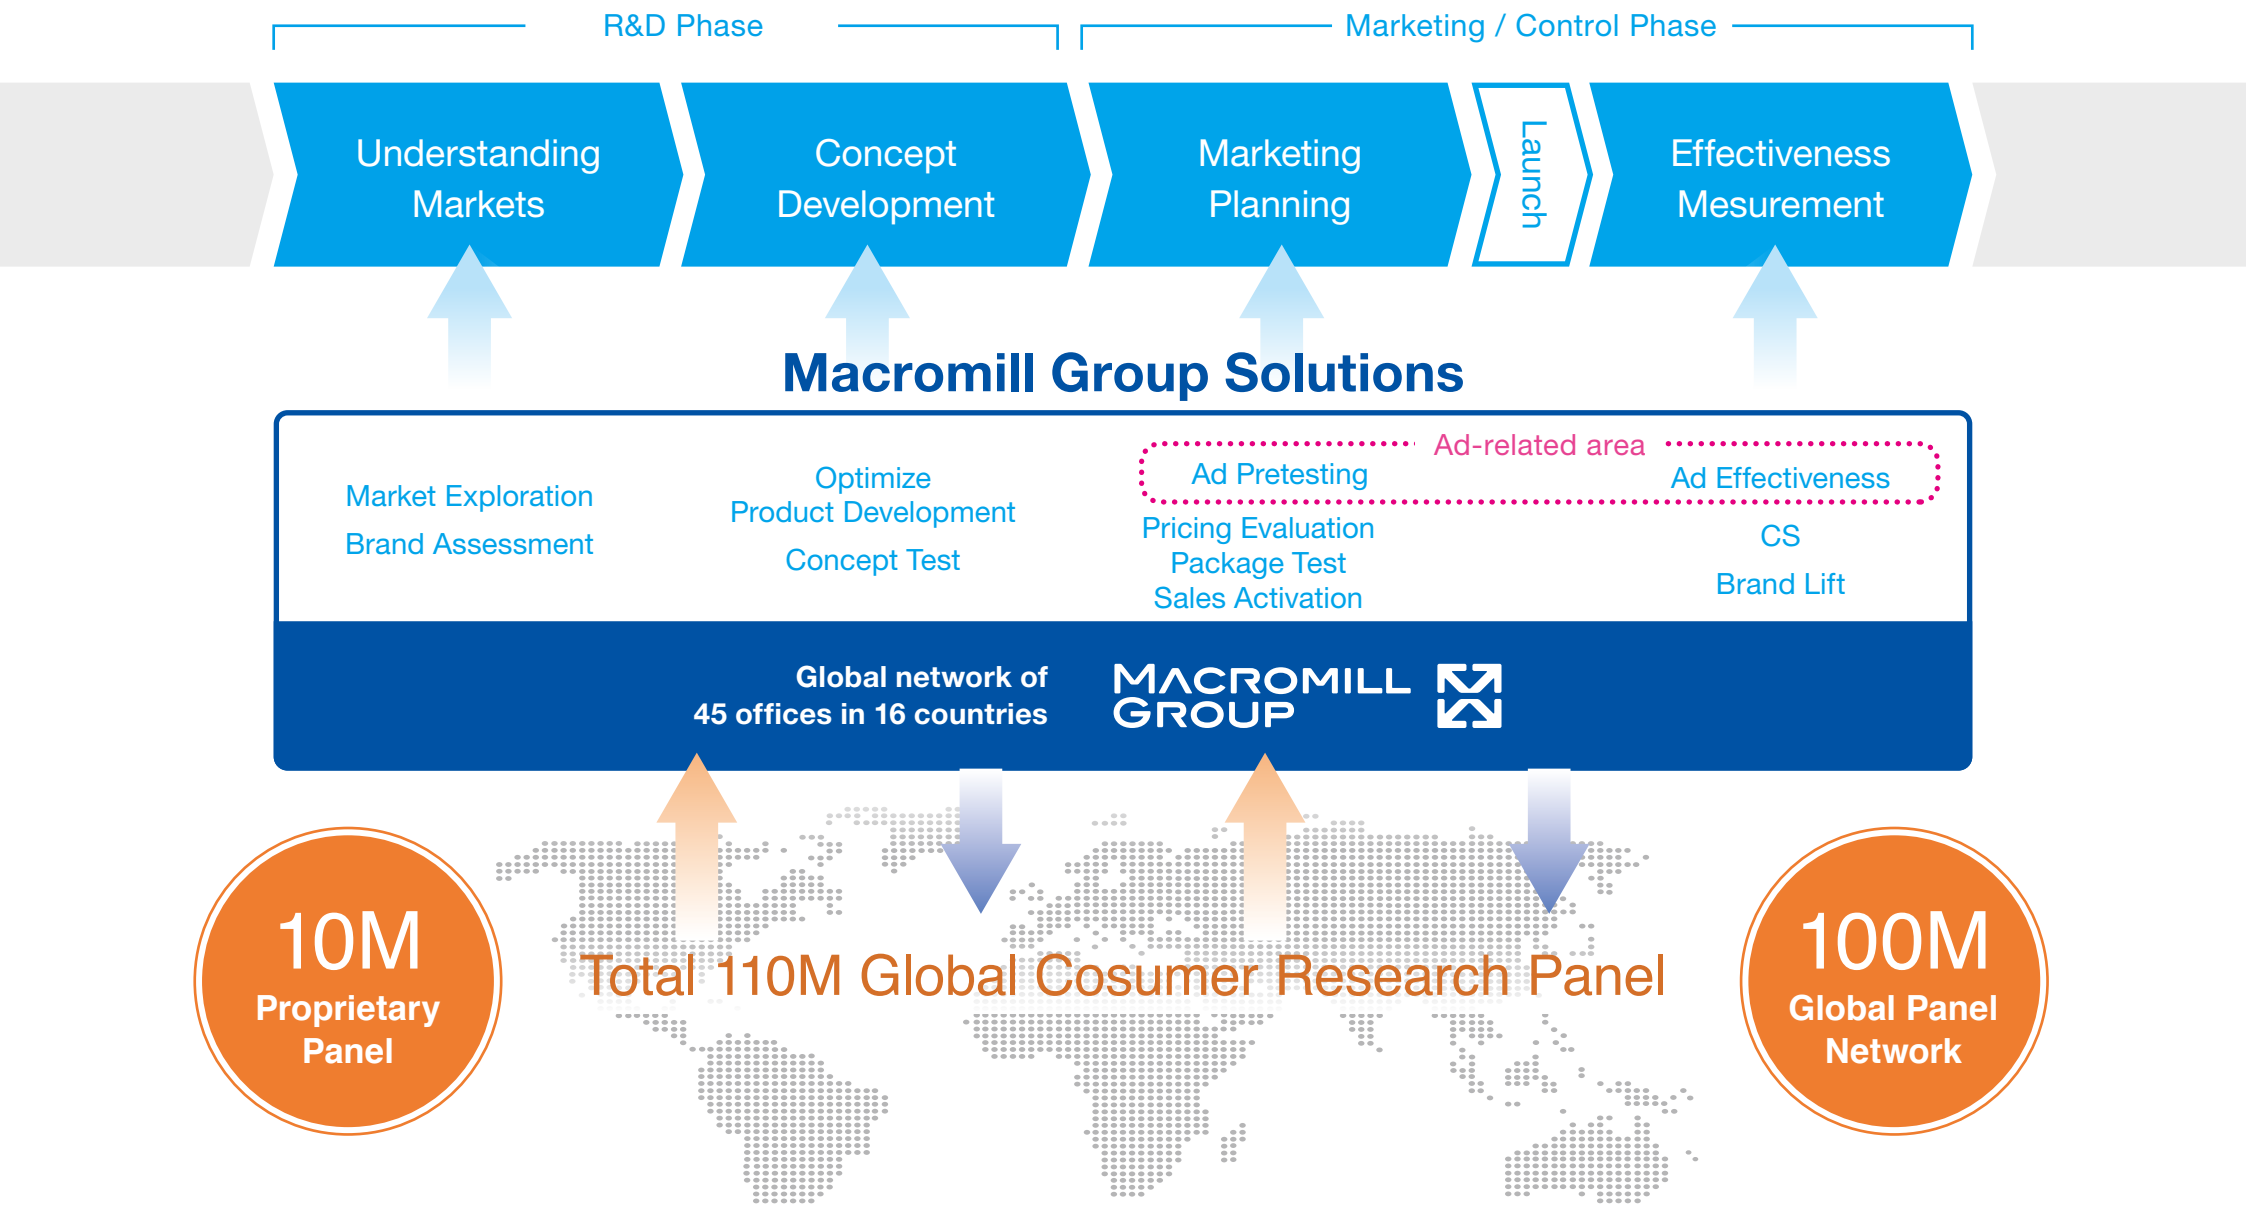 R&D Phase
Marketing / Control Phase
Understanding
Markets
Concept
Development
Marketing
Planning
Launch
Effectiveness
Mesurement
Macromill Group Solutions
Market Exploration
Brand Assessment
Optimize
Product Development
Concept Test
Ad-related area
Ad Pretesting
Ad Effectiveness
Pricing Evaluation
Package Test
Sales Activation
CS
Brand Lift
Global network of
45 offices in 16 countries
MACROMILL
GROUP
10M
Proprietary
Panel
Total 110M Global Cosumer Research Panel
100M
Global Panel
Network